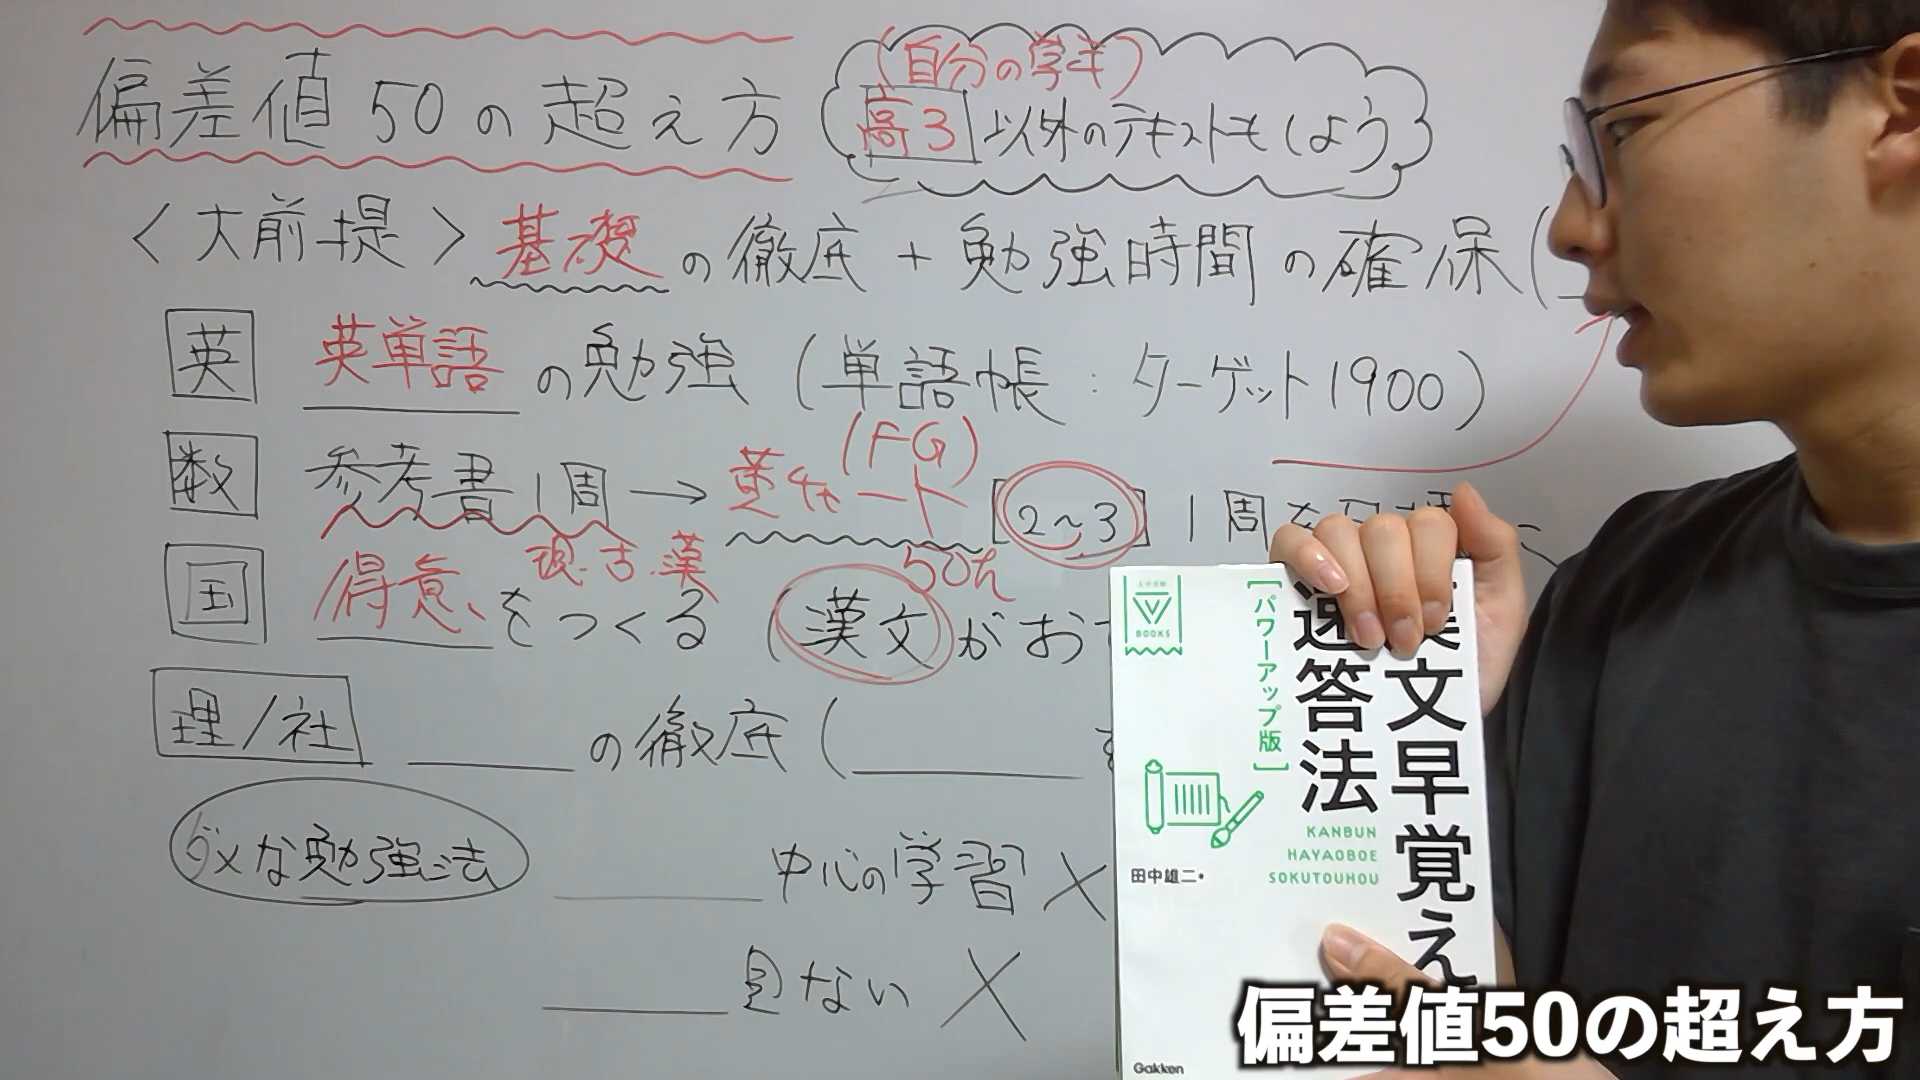 偏差値50の超え方
(自分の学年)
高3以外のテキストもしよう
〈大前提〉基礎の徹底+勉強時間の確保(
英 英単語の勉強(単語帳:ターゲット1900)
(FG)
数 参考書1周→黄チャート[2~3]1周を
現・古・漢
50点
国 得意をつくる(漢文がお
理/社 の徹底(
ダメな勉強法
中心の学習×
見ない×
BOOKS
漢文早覚え
速答法
[パワーアップ版]
KANBUN
HAYAOBOE
SOKUTOUHOU
田中雄二・
Gakken
偏差値50の超え方